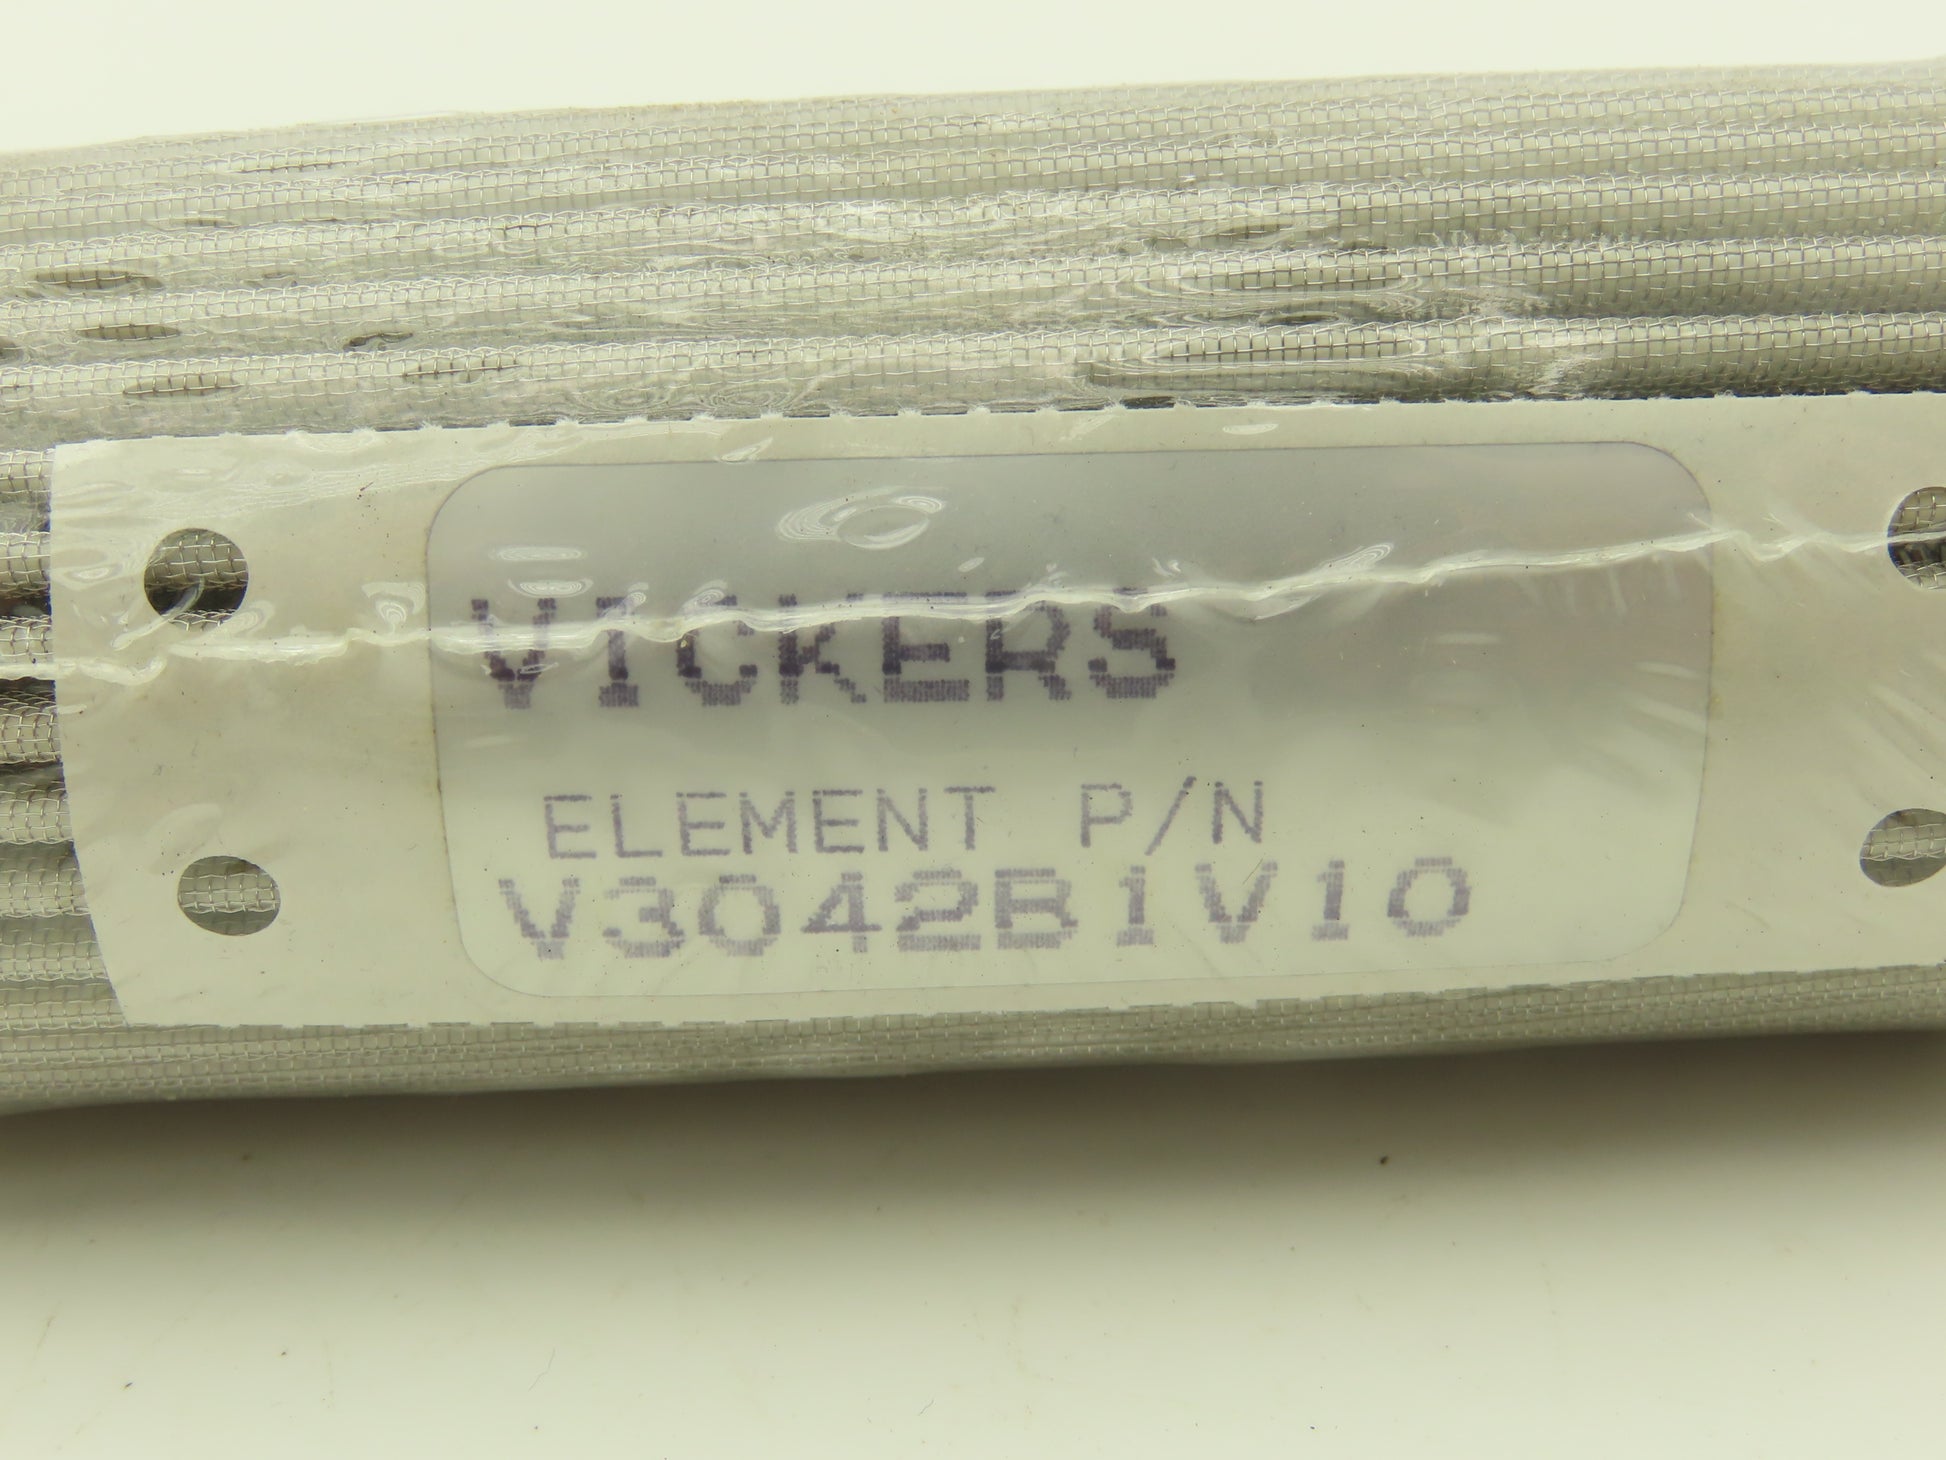 VICKERS
ELEMENT P/N
V3042B1V10